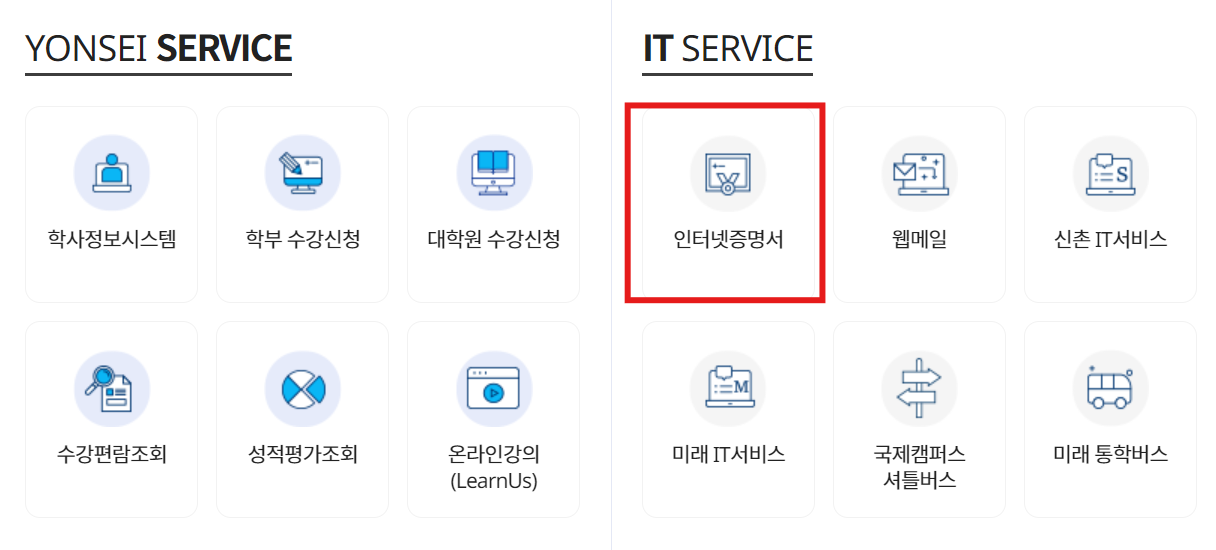 YONSEI SERVICE
학사정보시스템
학부 수강신청
대학원 수강신청
수강편람조회
성적평가조회
온라인강의
(LearnUs)
IT SERVICE
인터넷증명서
웹메일
S
신촌 IT서비스
M
미래 IT서비스
국제캠퍼스
셔틀버스
미래 통학버스